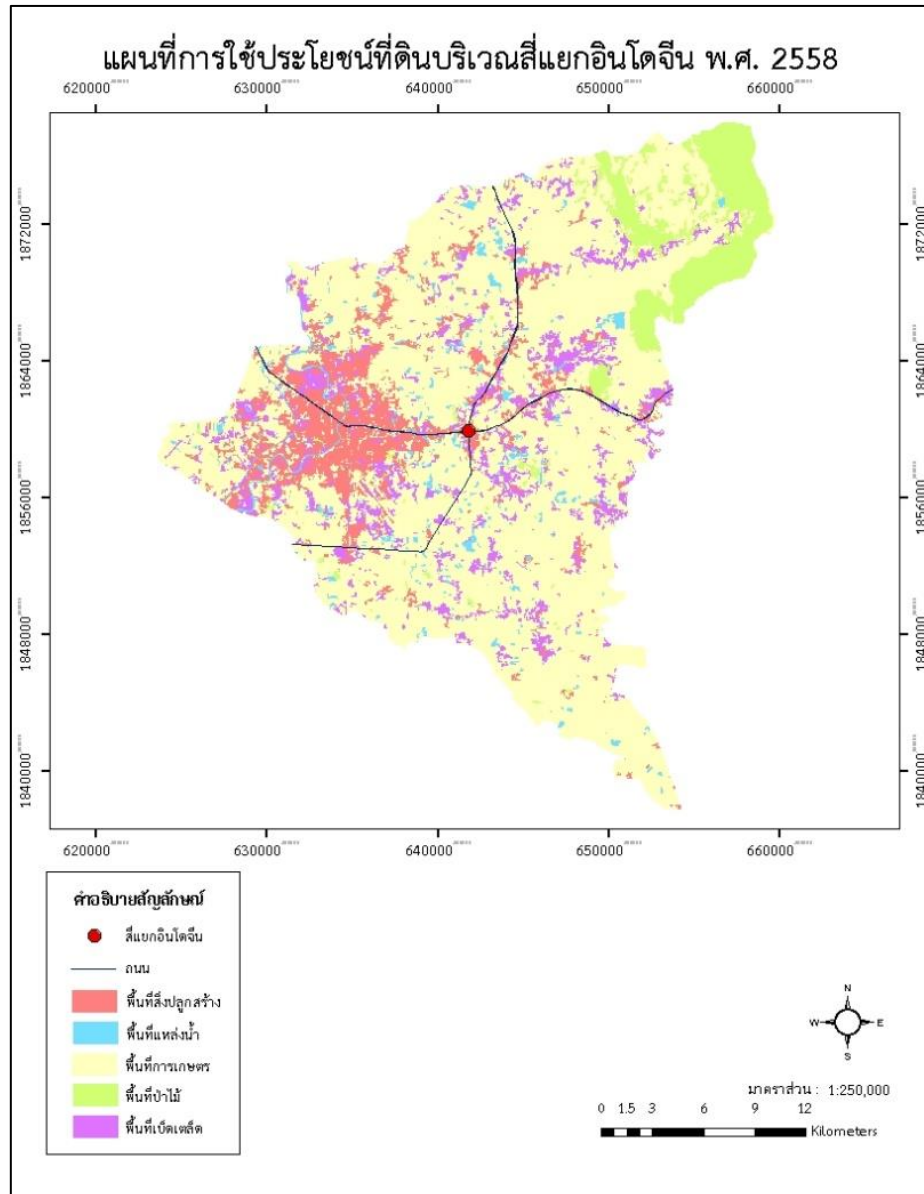 แผนที่การใช้ประโยชน์ที่ดินบริเวณสี่แยกอินโดจีน พ.ศ. 2558
620000 630000 640000 650000 660000
1872000 1872000
1864000 1864000
1856000 1856000
1848000 1848000
1840000 1840000
620000 630000 640000 650000 660000
คำอธิบายสัญลักษณ์
สี่แยกอินโดจีน
ถนน
พื้นที่สิ่งปลูกสร้าง
พื้นที่แหล่งน้ำ
พื้นที่การเกษตร
พื้นที่ป่าไม้
พื้นที่เบ็ดเตล็ด
N
W E
S
มาตราส่วน : 1:250,000
0 1.5 3 6 9 12
Kilometers